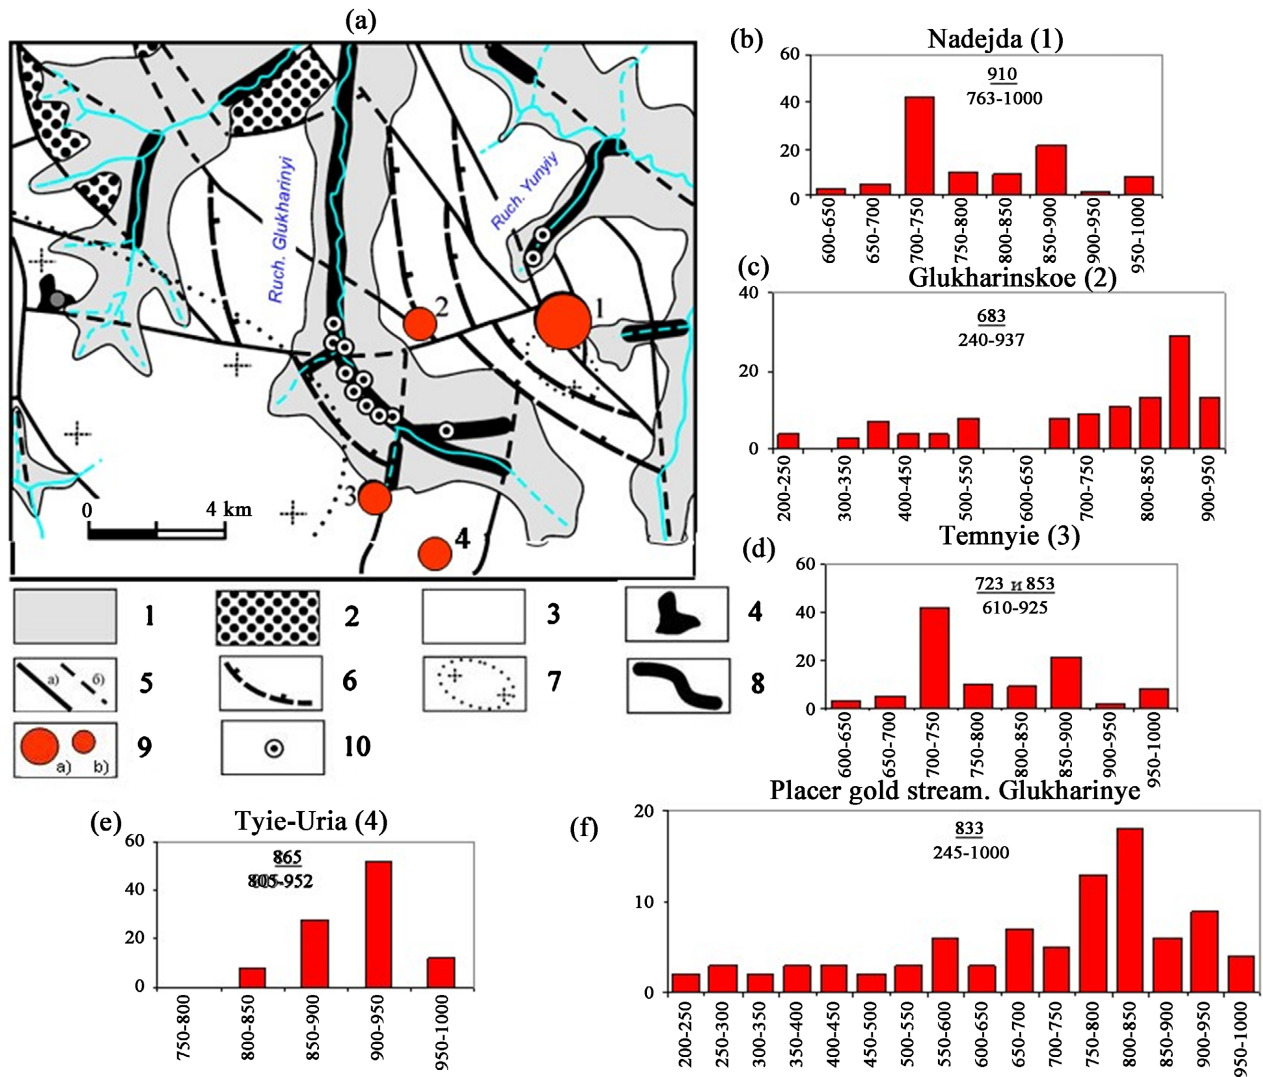 (a)
Ruch. Glukharinyi
Ruch. Yunyiy
1
2
3
4
0 4 km
1 2 3 4
5 а) б) 6 7 8
9 a) b) 10
(b) Nadejda (1)
910
763-1000
60
40
20
0
600-650 650-700 700-750 750-800 800-850 850-900 900-950 950-1000
(c) Glukharinskoe (2)
683
240-937
40
20
0
200-250 300-350 400-450 500-550 600-650 700-750 800-850 900-950
(d) Temnyie (3)
723 и 853
610-925
60
40
20
0
600-650 650-700 700-750 750-800 800-850 850-900 900-950 950-1000
(e) Tyie-Uria (4)
865
805-952
60
40
20
0
750-800 800-850 850-900 900-950 950-1000
(f) Placer gold stream. Glukharinye
833
245-1000
20
10
0
200-250 250-300 300-350 350-400 400-450 450-500 500-550 550-600 600-650 650-700 700-750 750-800 800-850 850-900 900-950 950-1000